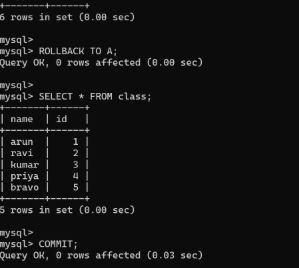 +-------+------+
6 rows in set (0.00 sec)
mysql>
mysql> ROLLBACK TO A;
Query OK, 0 rows affected (0.00 sec)
mysql>
mysql> SELECT * FROM class;
+-------+------+
| name  | id   |
+-------+------+
| arun  |    1 |
| ravi  |    2 |
| kumar |    3 |
| priya |    4 |
| bravo |    5 |
+-------+------+
5 rows in set (0.00 sec)
mysql>
mysql> COMMIT;
Query OK, 0 rows affected (0.03 sec)